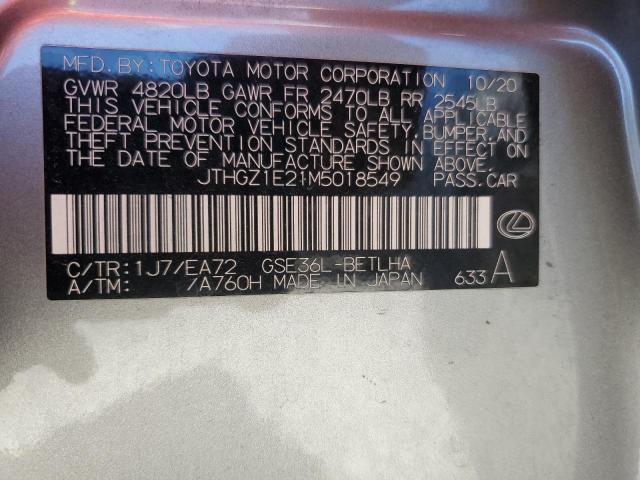 MFD. BY: TOYOTA MOTOR CORPORATION 10/20
GVWR 4820LB GAWR FR 2470LB RR 2545LB
THIS VEHICLE CONFORMS TO ALL APPLICABLE
FEDERAL MOTOR VEHICLE SAFETY, BUMPER, AND
THEFT PREVENTION STANDARDS IN EFFECT ON
THE DATE OF MANUFACTURE SHOWN ABOVE.
JTHGZ1E21M5018549 PASS. CAR
C/TR: 1J7/EA72 GSE36L-BETLHA
A/TM: /A760H MADE IN JAPAN 633 A